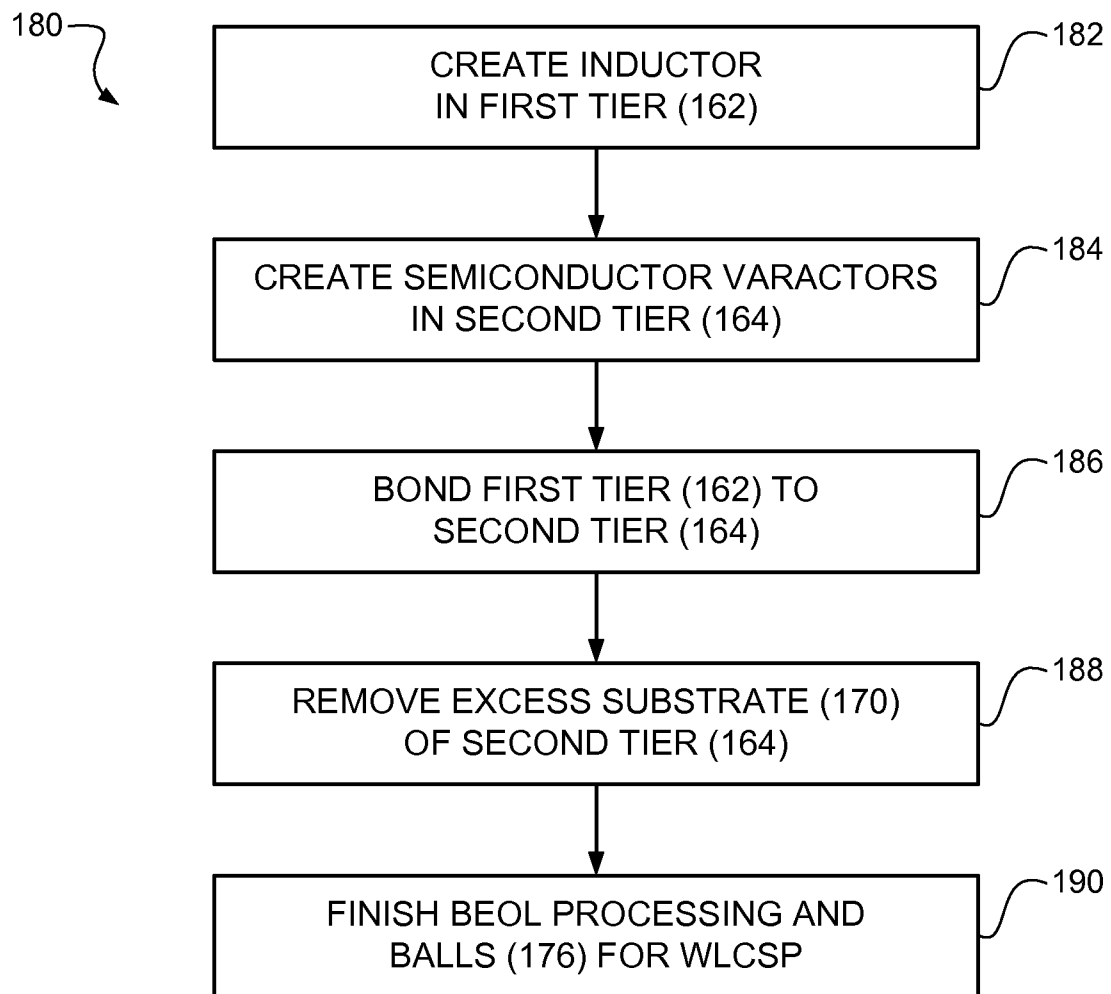 180
182
CREATE INDUCTOR
IN FIRST TIER (162)
184
CREATE SEMICONDUCTOR VARACTORS
IN SECOND TIER (164)
186
BOND FIRST TIER (162) TO
SECOND TIER (164)
188
REMOVE EXCESS SUBSTRATE (170)
OF SECOND TIER (164)
190
FINISH BEOL PROCESSING AND
BALLS (176) FOR WLCSP